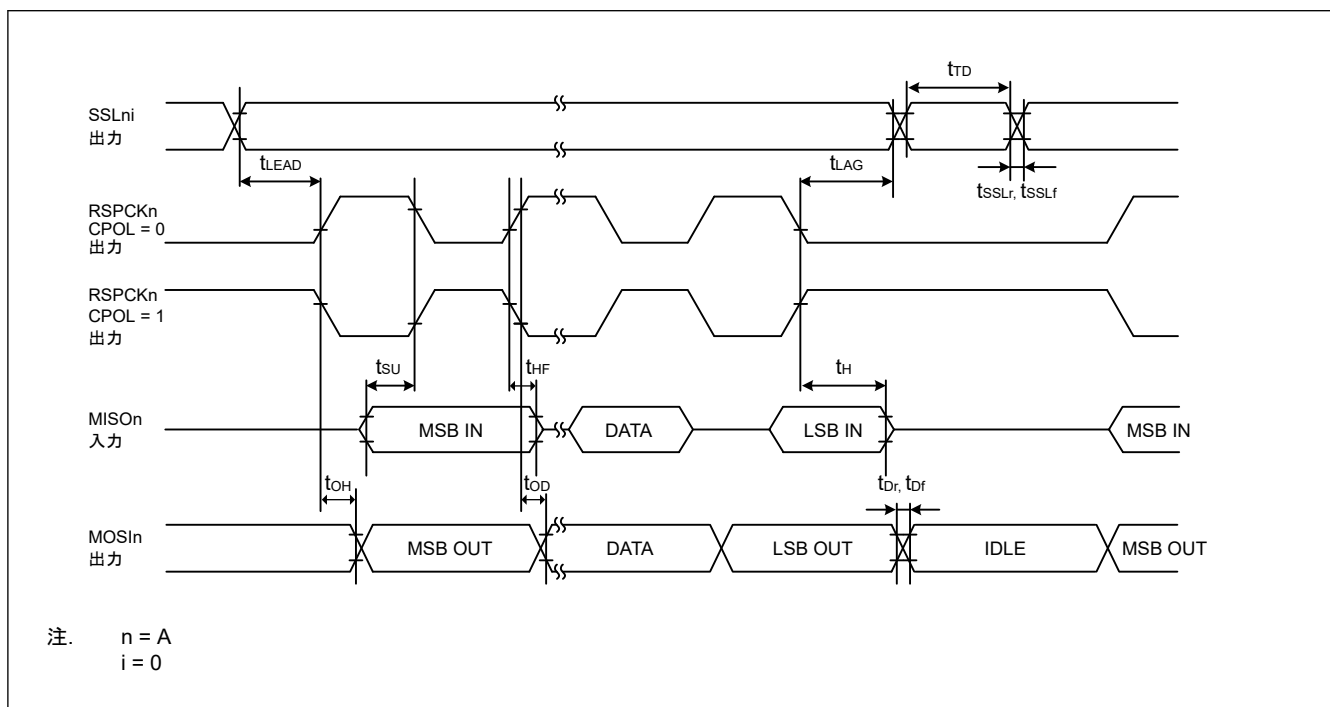 tTD
SSLni
出力
tLEAD
tLAG
tSSLr, tSSLf
RSPCKn
CPOL = 0
出力
RSPCKn
CPOL = 1
出力
tSU
tHF
tH
MISOn
入力
MSB IN
DATA
LSB IN
MSB IN
tOH
tOD
tDr, tDf
MOSIn
出力
MSB OUT
DATA
LSB OUT
IDLE
MSB OUT
注. n = A
i = 0